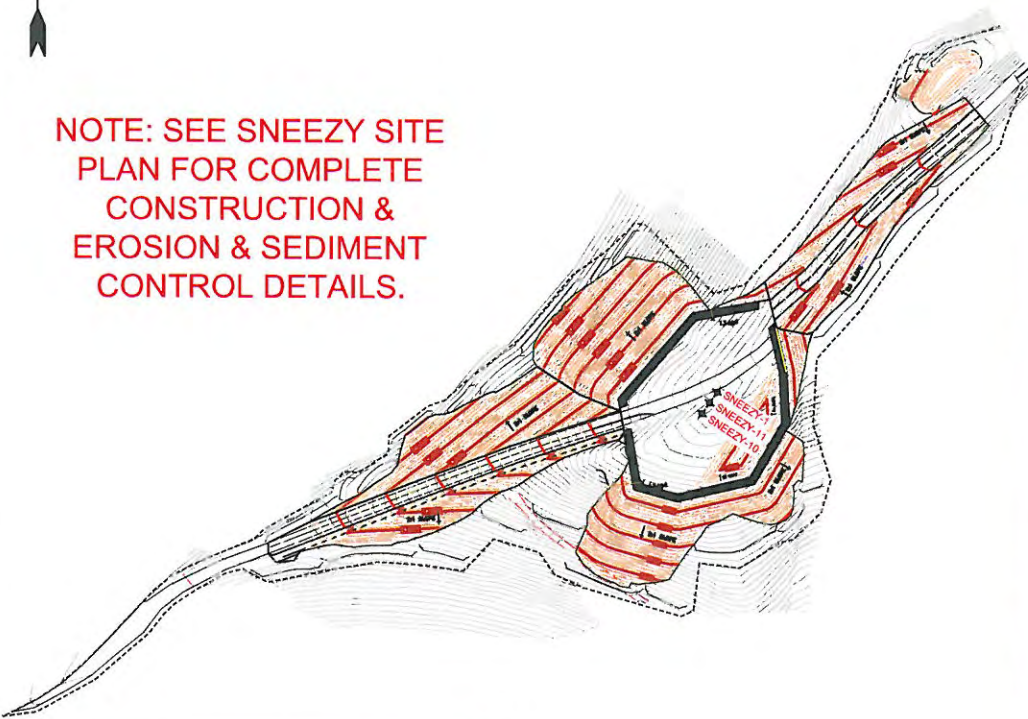 NOTE: SEE SNEEZY SITE
PLAN FOR COMPLETE
CONSTRUCTION &
EROSION & SEDIMENT
CONTROL DETAILS.
SNEEZY-1
SNEEZY-11
SNEEZY-10